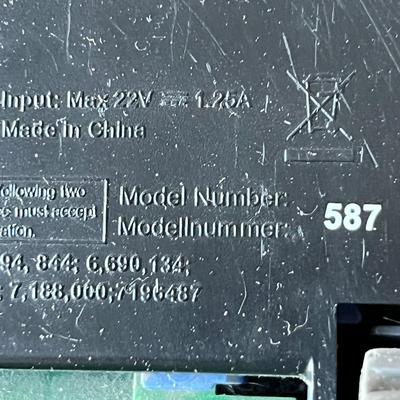 Input: Max 22V ⎓ 1.25A
Made in China
following two
must accept
ation.
Model Number:
Modellnummer:
587
94, 844; 6,690,134;
; 7,188,000;7196487